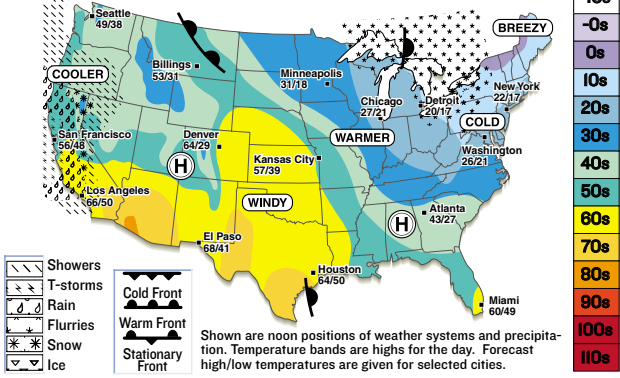 Seattle
49/38
BREEZY
-0s
0s
10s
20s
30s
40s
50s
60s
70s
80s
90s
100s
110s
COOLER
Billings
53/31
Minneapolis
31/18
Chicago
27/21
Detroit
20/17
New York
22/17
COLD
WARMER
Washington
26/21
San Francisco
56/48
Denver
64/29
Kansas City
57/39
H
Los Angeles
66/50
WINDY
H
Atlanta
43/27
El Paso
68/41
Houston
64/50
Miami
60/49
Showers
T-storms
Rain
Flurries
Snow
Ice
Cold Front
Warm Front
Stationary
Front
Shown are noon positions of weather systems and precipita-
tion. Temperature bands are highs for the day. Forecast
high/low temperatures are given for selected cities.